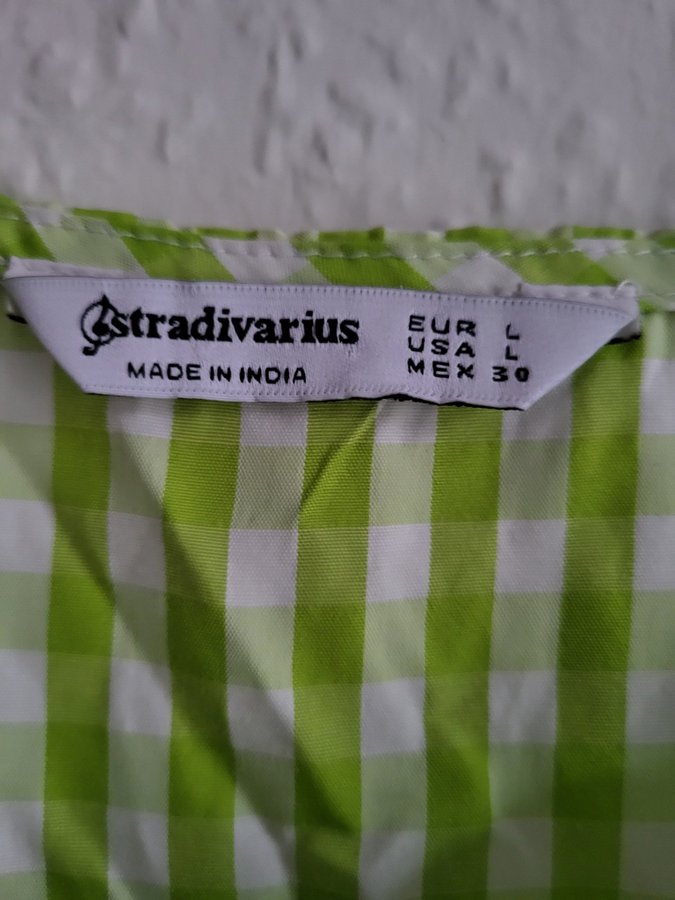 stradivarius
MADE IN INDIA
EUR L
USA L
MEX 30